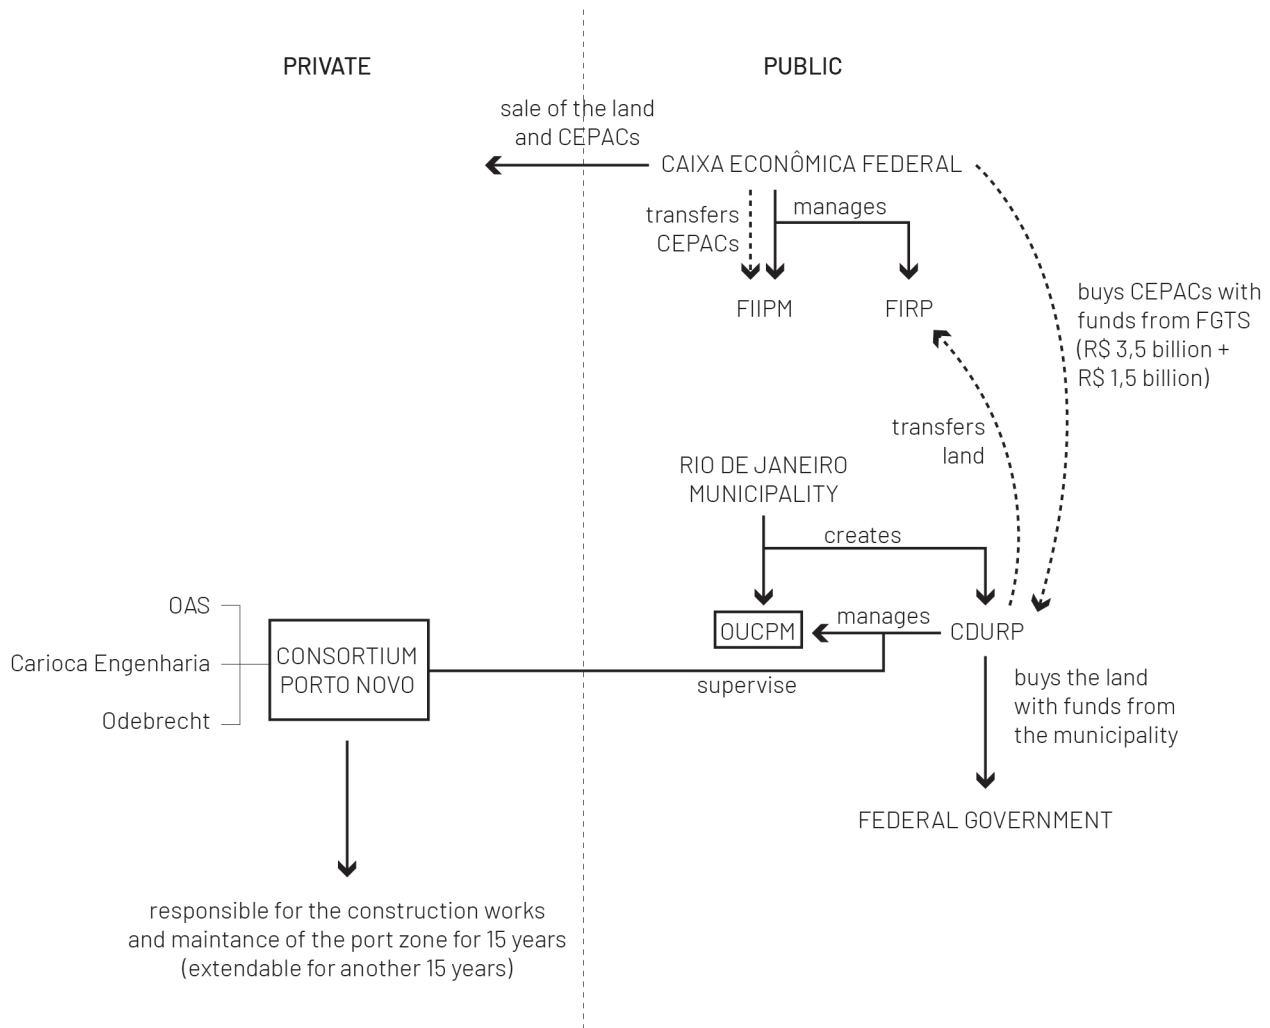 PRIVATE
PUBLIC
sale of the land
and CEPACs
CAIXA ECONÔMICA FEDERAL
transfers
CEPACs
manages
FIIPM
FIRP
buys CEPACs with
funds from FGTS
(R$ 3,5 billion +
R$ 1,5 billion)
transfers
land
RIO DE JANEIRO
MUNICIPALITY
creates
OUCPM
manages
CDURP
supervise
OAS
Carioca Engenharia
Odebrecht
CONSORTIUM
PORTO NOVO
buys the land
with funds from
the municipality
FEDERAL GOVERNMENT
responsible for the construction works
and maintance of the port zone for 15 years
(extendable for another 15 years)